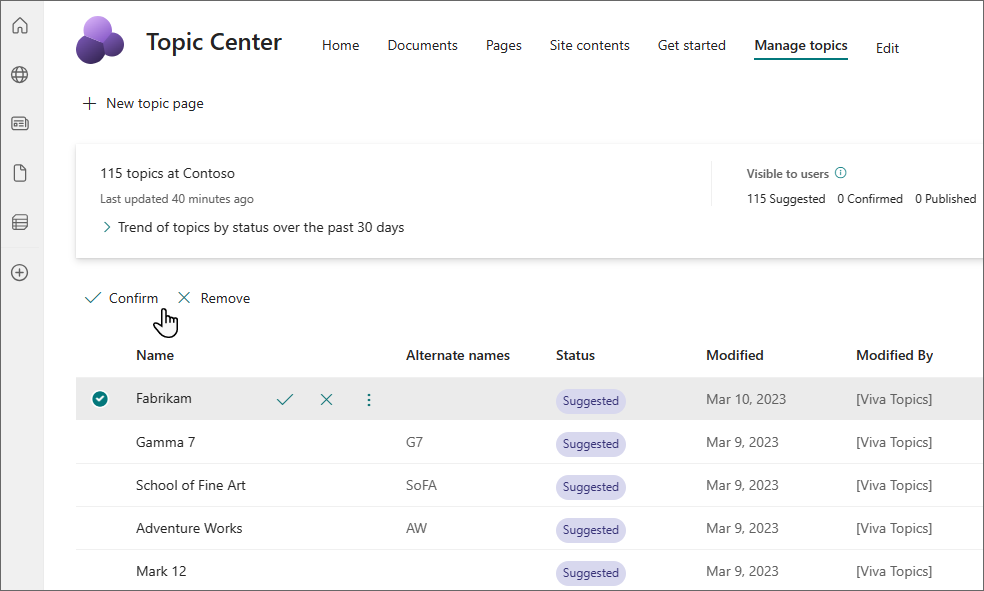 Topic Center Home Documents Pages Site contents Get started Manage topics Edit
New topic page
115 topics at Contoso
Last updated 40 minutes ago
Trend of topics by status over the past 30 days
Visible to users
115 Suggested 0 Confirmed 0 Published
Confirm Remove
Name Alternate names Status Modified Modified By
Fabrikam Suggested Mar 10, 2023 [Viva Topics]
Gamma 7 G7 Suggested Mar 9, 2023 [Viva Topics]
School of Fine Art SoFA Suggested Mar 9, 2023 [Viva Topics]
Adventure Works AW Suggested Mar 9, 2023 [Viva Topics]
Mark 12 Suggested Mar 9, 2023 [Viva Topics]